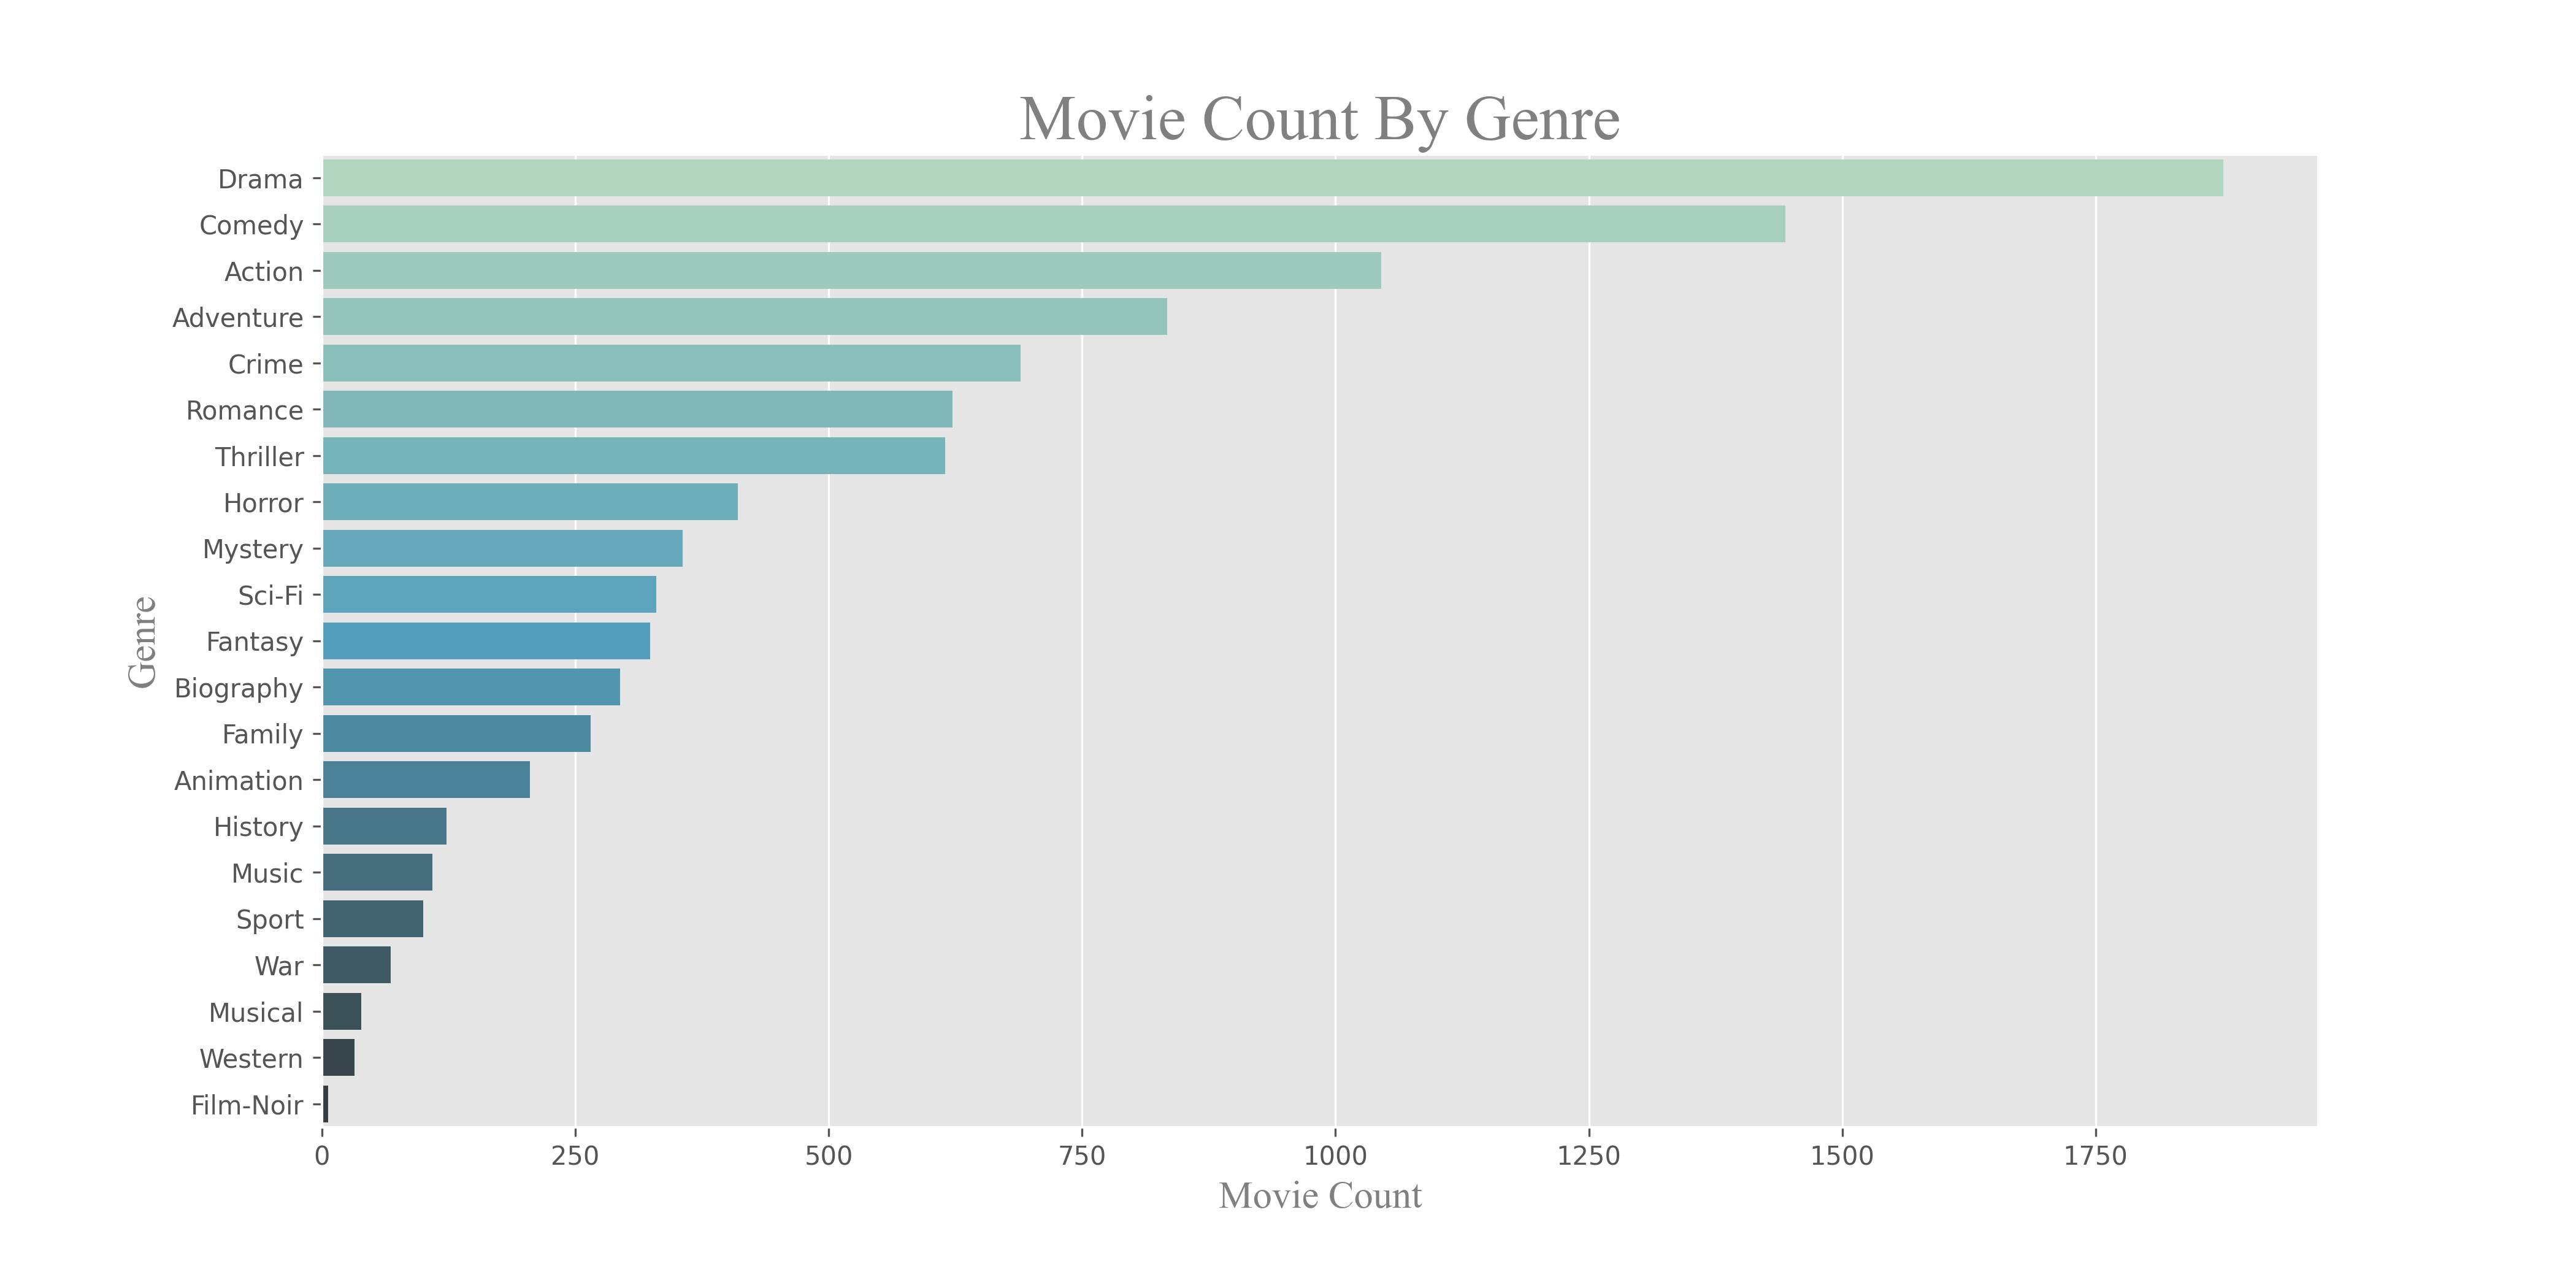 Movie Count By Genre
Genre
Drama
Comedy
Action
Adventure
Crime
Romance
Thriller
Horror
Mystery
Sci-Fi
Fantasy
Biography
Family
Animation
History
Music
Sport
War
Musical
Western
Film-Noir
0 250 500 750 1000 1250 1500 1750
Movie Count